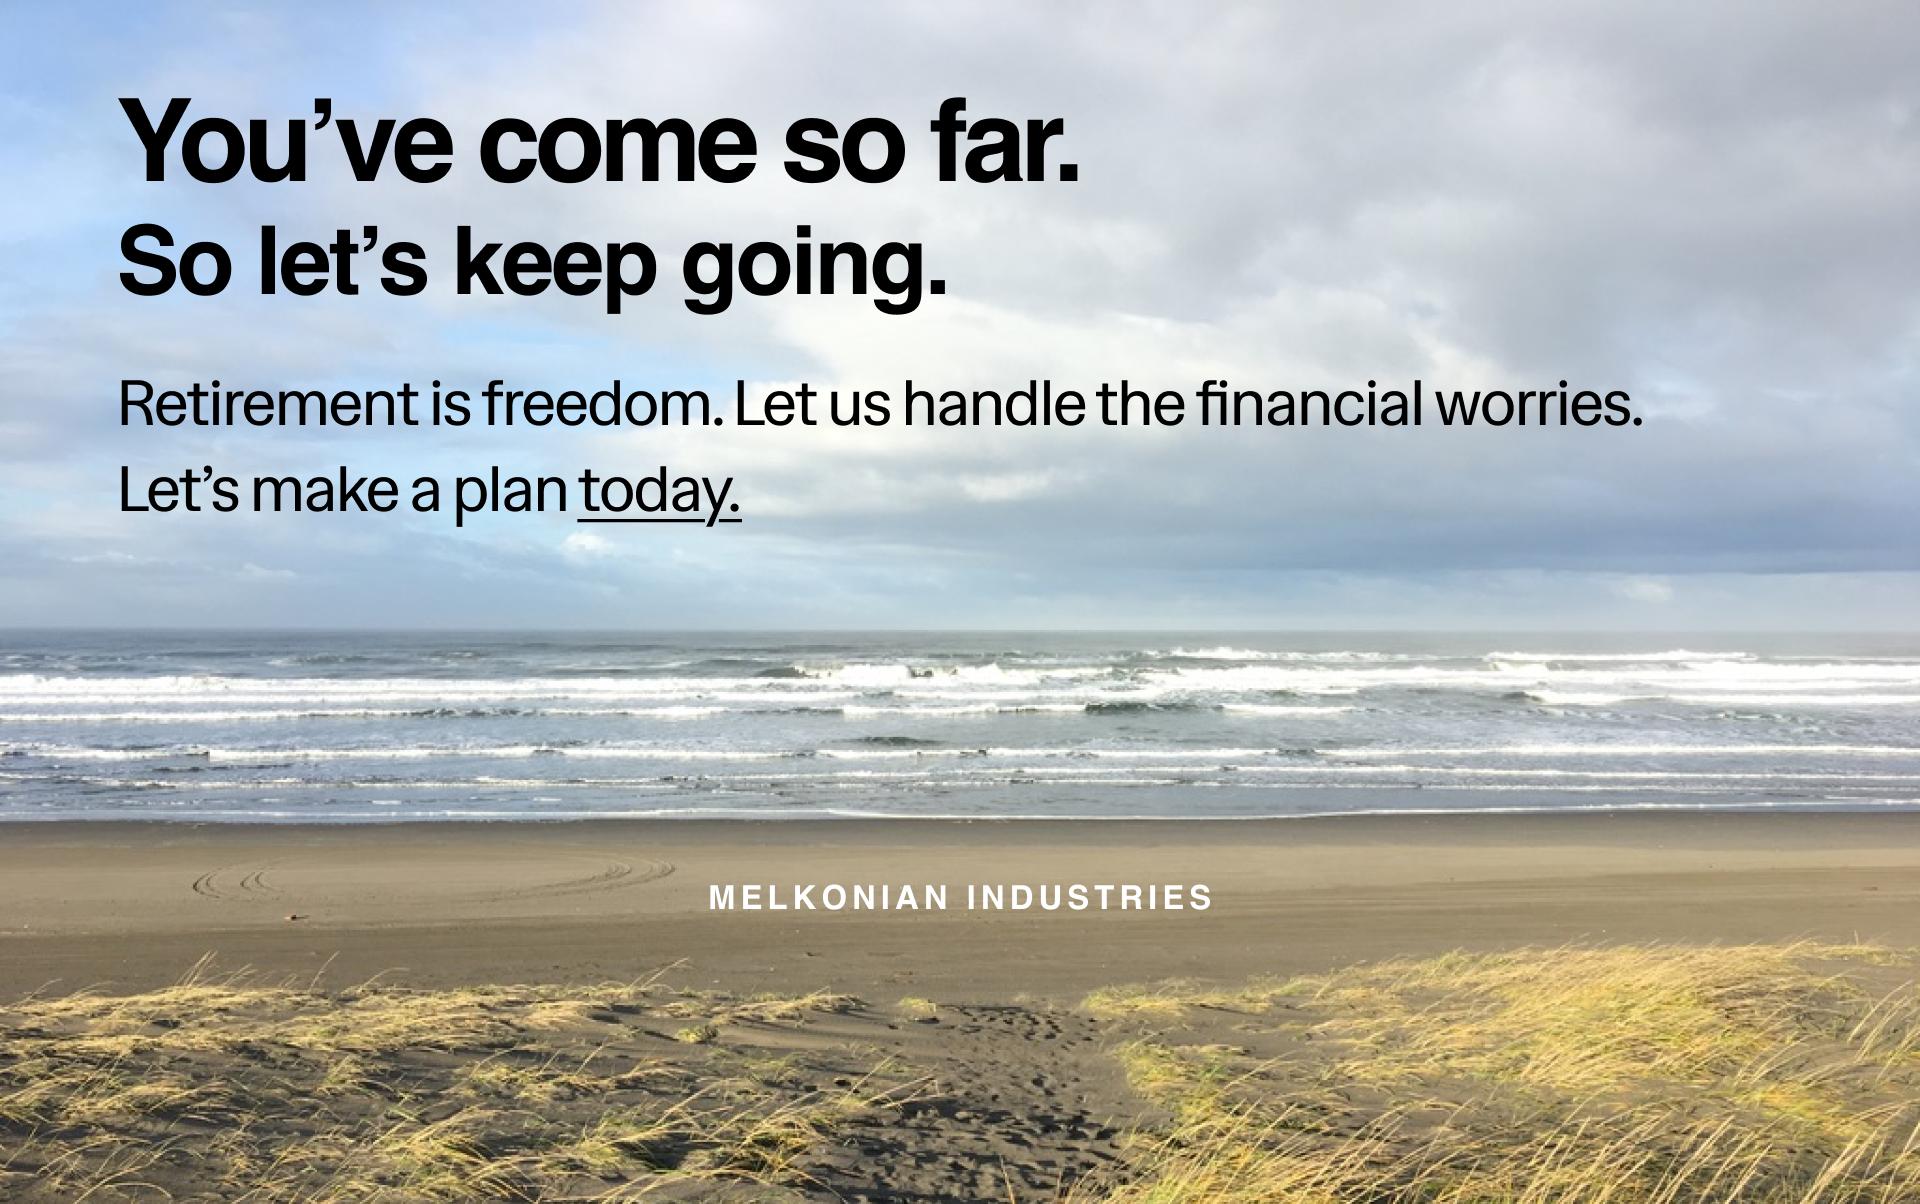 You’ve come so far.
So let’s keep going.
Retirement is freedom. Let us handle the financial worries.
Let’s make a plan today.
MELKONIAN INDUSTRIES